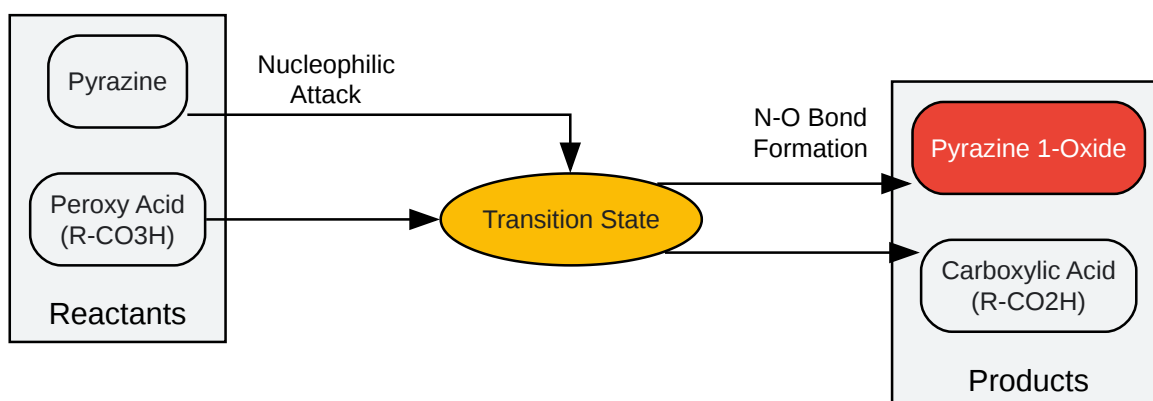 Pyrazine
Nucleophilic
Attack
Peroxy Acid
(R-CO3H)
Reactants
Transition State
N-O Bond
Formation
Pyrazine 1-Oxide
Carboxylic Acid
(R-CO2H)
Products